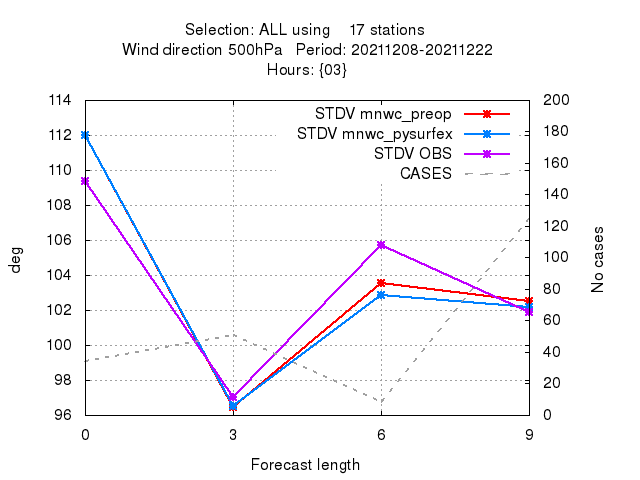 Selection: ALL using    17 stations
Wind direction 500hPa   Period: 20211208-20211222
Hours: {03}
STDV mnwc_preop
STDV mnwc_pysurfex
STDV OBS
CASES
deg
114
112
110
108
106
104
102
100
98
96
200
180
160
140
120
100
80
60
40
20
0
No cases
0 3 6 9
Forecast length